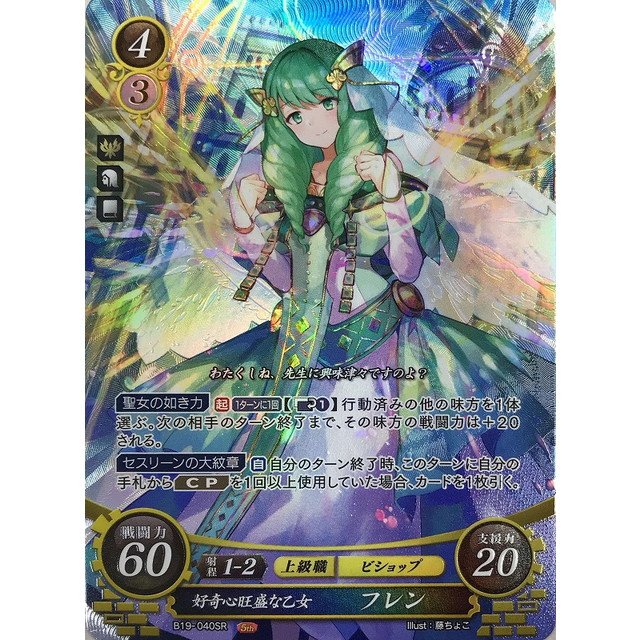 4
3
わたくしね、先生に興味津々ですのよ?
聖女の如き力 起 1ターンに1回【1】行動済みの他の味方を1体
選ぶ。次の相手のターン終了まで、その味方の戦闘力は+20
される。
セスリーンの大紋章 自 自分のターン終了時、このターンに自分の
手札から CP を1回以上使用していた場合、カードを1枚引く。
戦闘力
60
射程 1-2 上級職 ビショップ
支援力
20
好奇心旺盛な乙女 フレン
B19-040SR 5th Illust:藤ちょこ